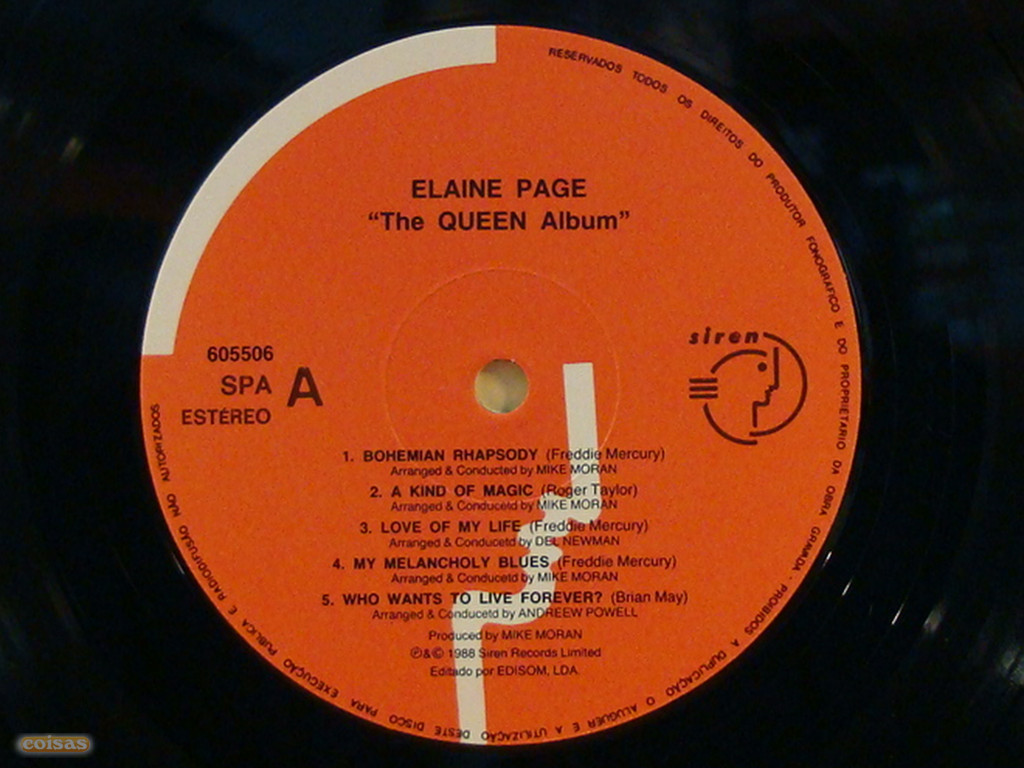 RESERVADOS TODOS OS DIREITOS DO PRODUTOR FONOGRAFICO E DO PROPRIETARIO DA OBRA GRAVADA · PROIBIDOS A DUPLICAÇÃO O ALUGUER E A UTILIZAÇÃO DESTE DISCO PARA EXECUÇÃO PUBLICA E RADIODIFUSÃO NÃO AUTORIZADOS
ELAINE PAGE
“The QUEEN Album”
605506
SPA A
ESTÉREO
siren
1. BOHEMIAN RHAPSODY (Freddie Mercury)
Arranged & Conducted by MIKE MORAN
2. A KIND OF MAGIC (Roger Taylor)
Arranged & Conducetd by MIKE MORAN
3. LOVE OF MY LIFE (Freddie Mercury)
Arranged & Conducetd by DEL NEWMAN
4. MY MELANCHOLY BLUES (Freddie Mercury)
Arranged & Conducetd by MIKE MORAN
5. WHO WANTS TO LIVE FOREVER? (Brian May)
Arranged & Conducetd by ANDREEW POWELL
Produced by MIKE MORAN
℗&© 1988 Siren Records Limited
Editado por EDISOM, LDA.
coisas